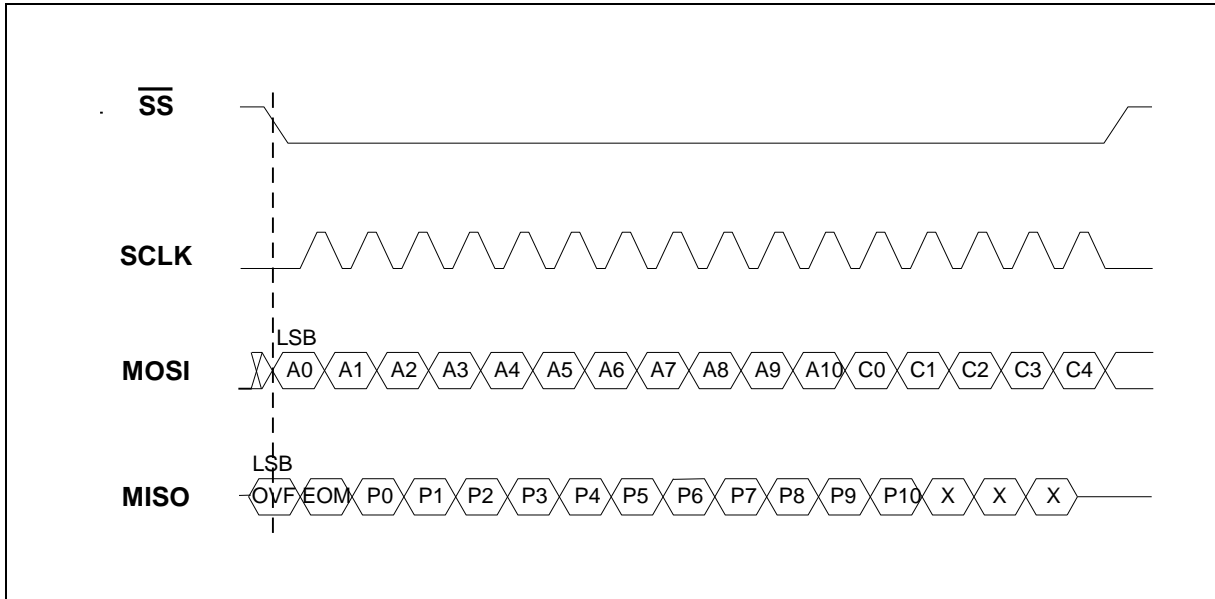 SS
SCLK
LSB
MOSI A0 A1 A2 A3 A4 A5 A6 A7 A8 A9 A10 C0 C1 C2 C3 C4
LSB
MISO OVF EOM P0 P1 P2 P3 P4 P5 P6 P7 P8 P9 P10 X X X